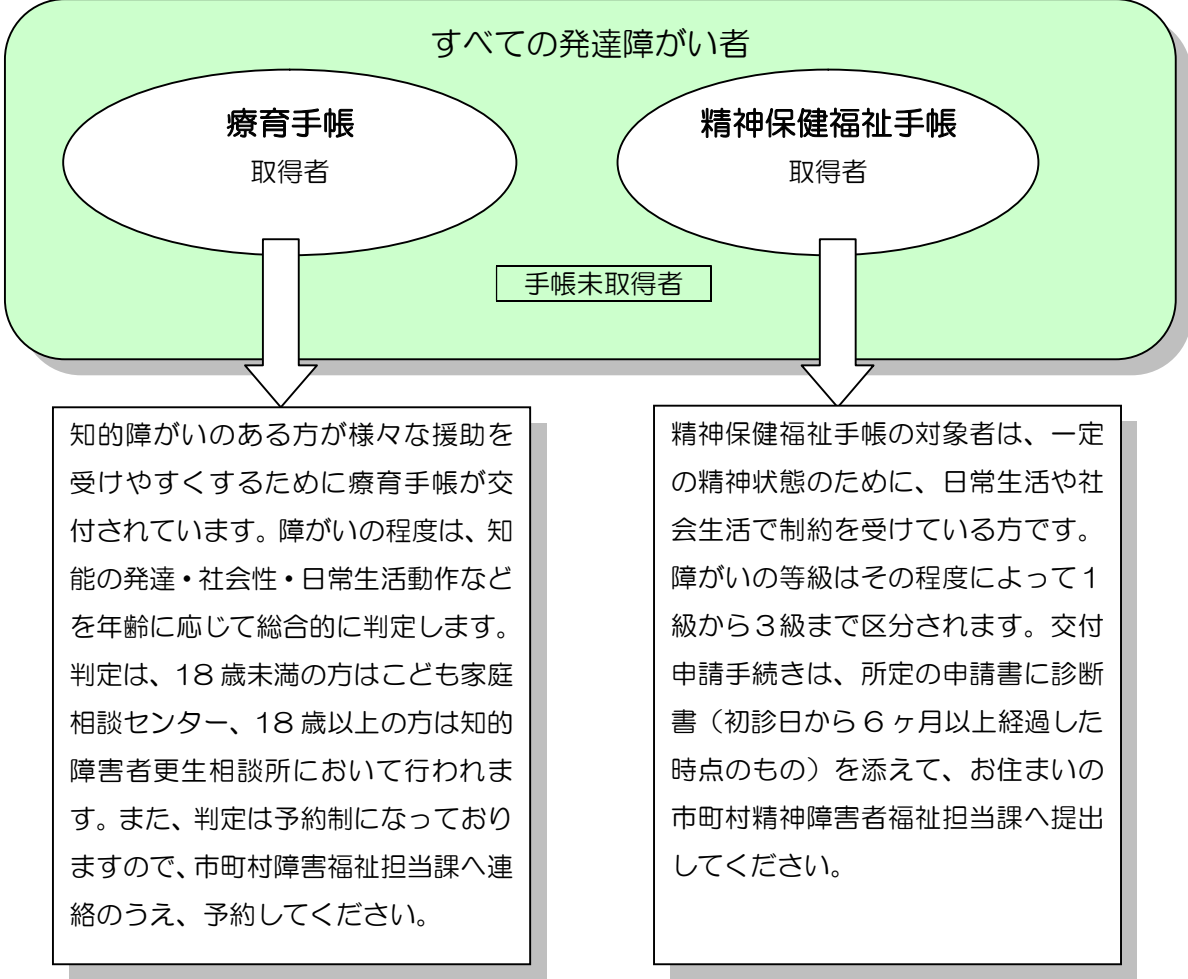 すべての発達障がい者
療育手帳
取得者
精神保健福祉手帳
取得者
手帳未取得者
知的障がいのある方が様々な援助を
受けやすくするために療育手帳が交
付されています。障がいの程度は、知
能の発達・社会性・日常生活動作など
を年齢に応じて総合的に判定します。
判定は、18 歳未満の方はこども家庭
相談センター、18 歳以上の方は知的
障害者更生相談所において行われま
す。また、判定は予約制になっており
ますので、市町村障害福祉担当課へ連
絡のうえ、予約してください。
精神保健福祉手帳の対象者は、一定
の精神状態のために、日常生活や社
会生活で制約を受けている方です。
障がいの等級はその程度によって１
級から３級まで区分されます。交付
申請手続きは、所定の申請書に診断
書（初診日から６ヶ月以上経過した
時点のもの）を添えて、お住まいの
市町村精神障害者福祉担当課へ提出
してください。